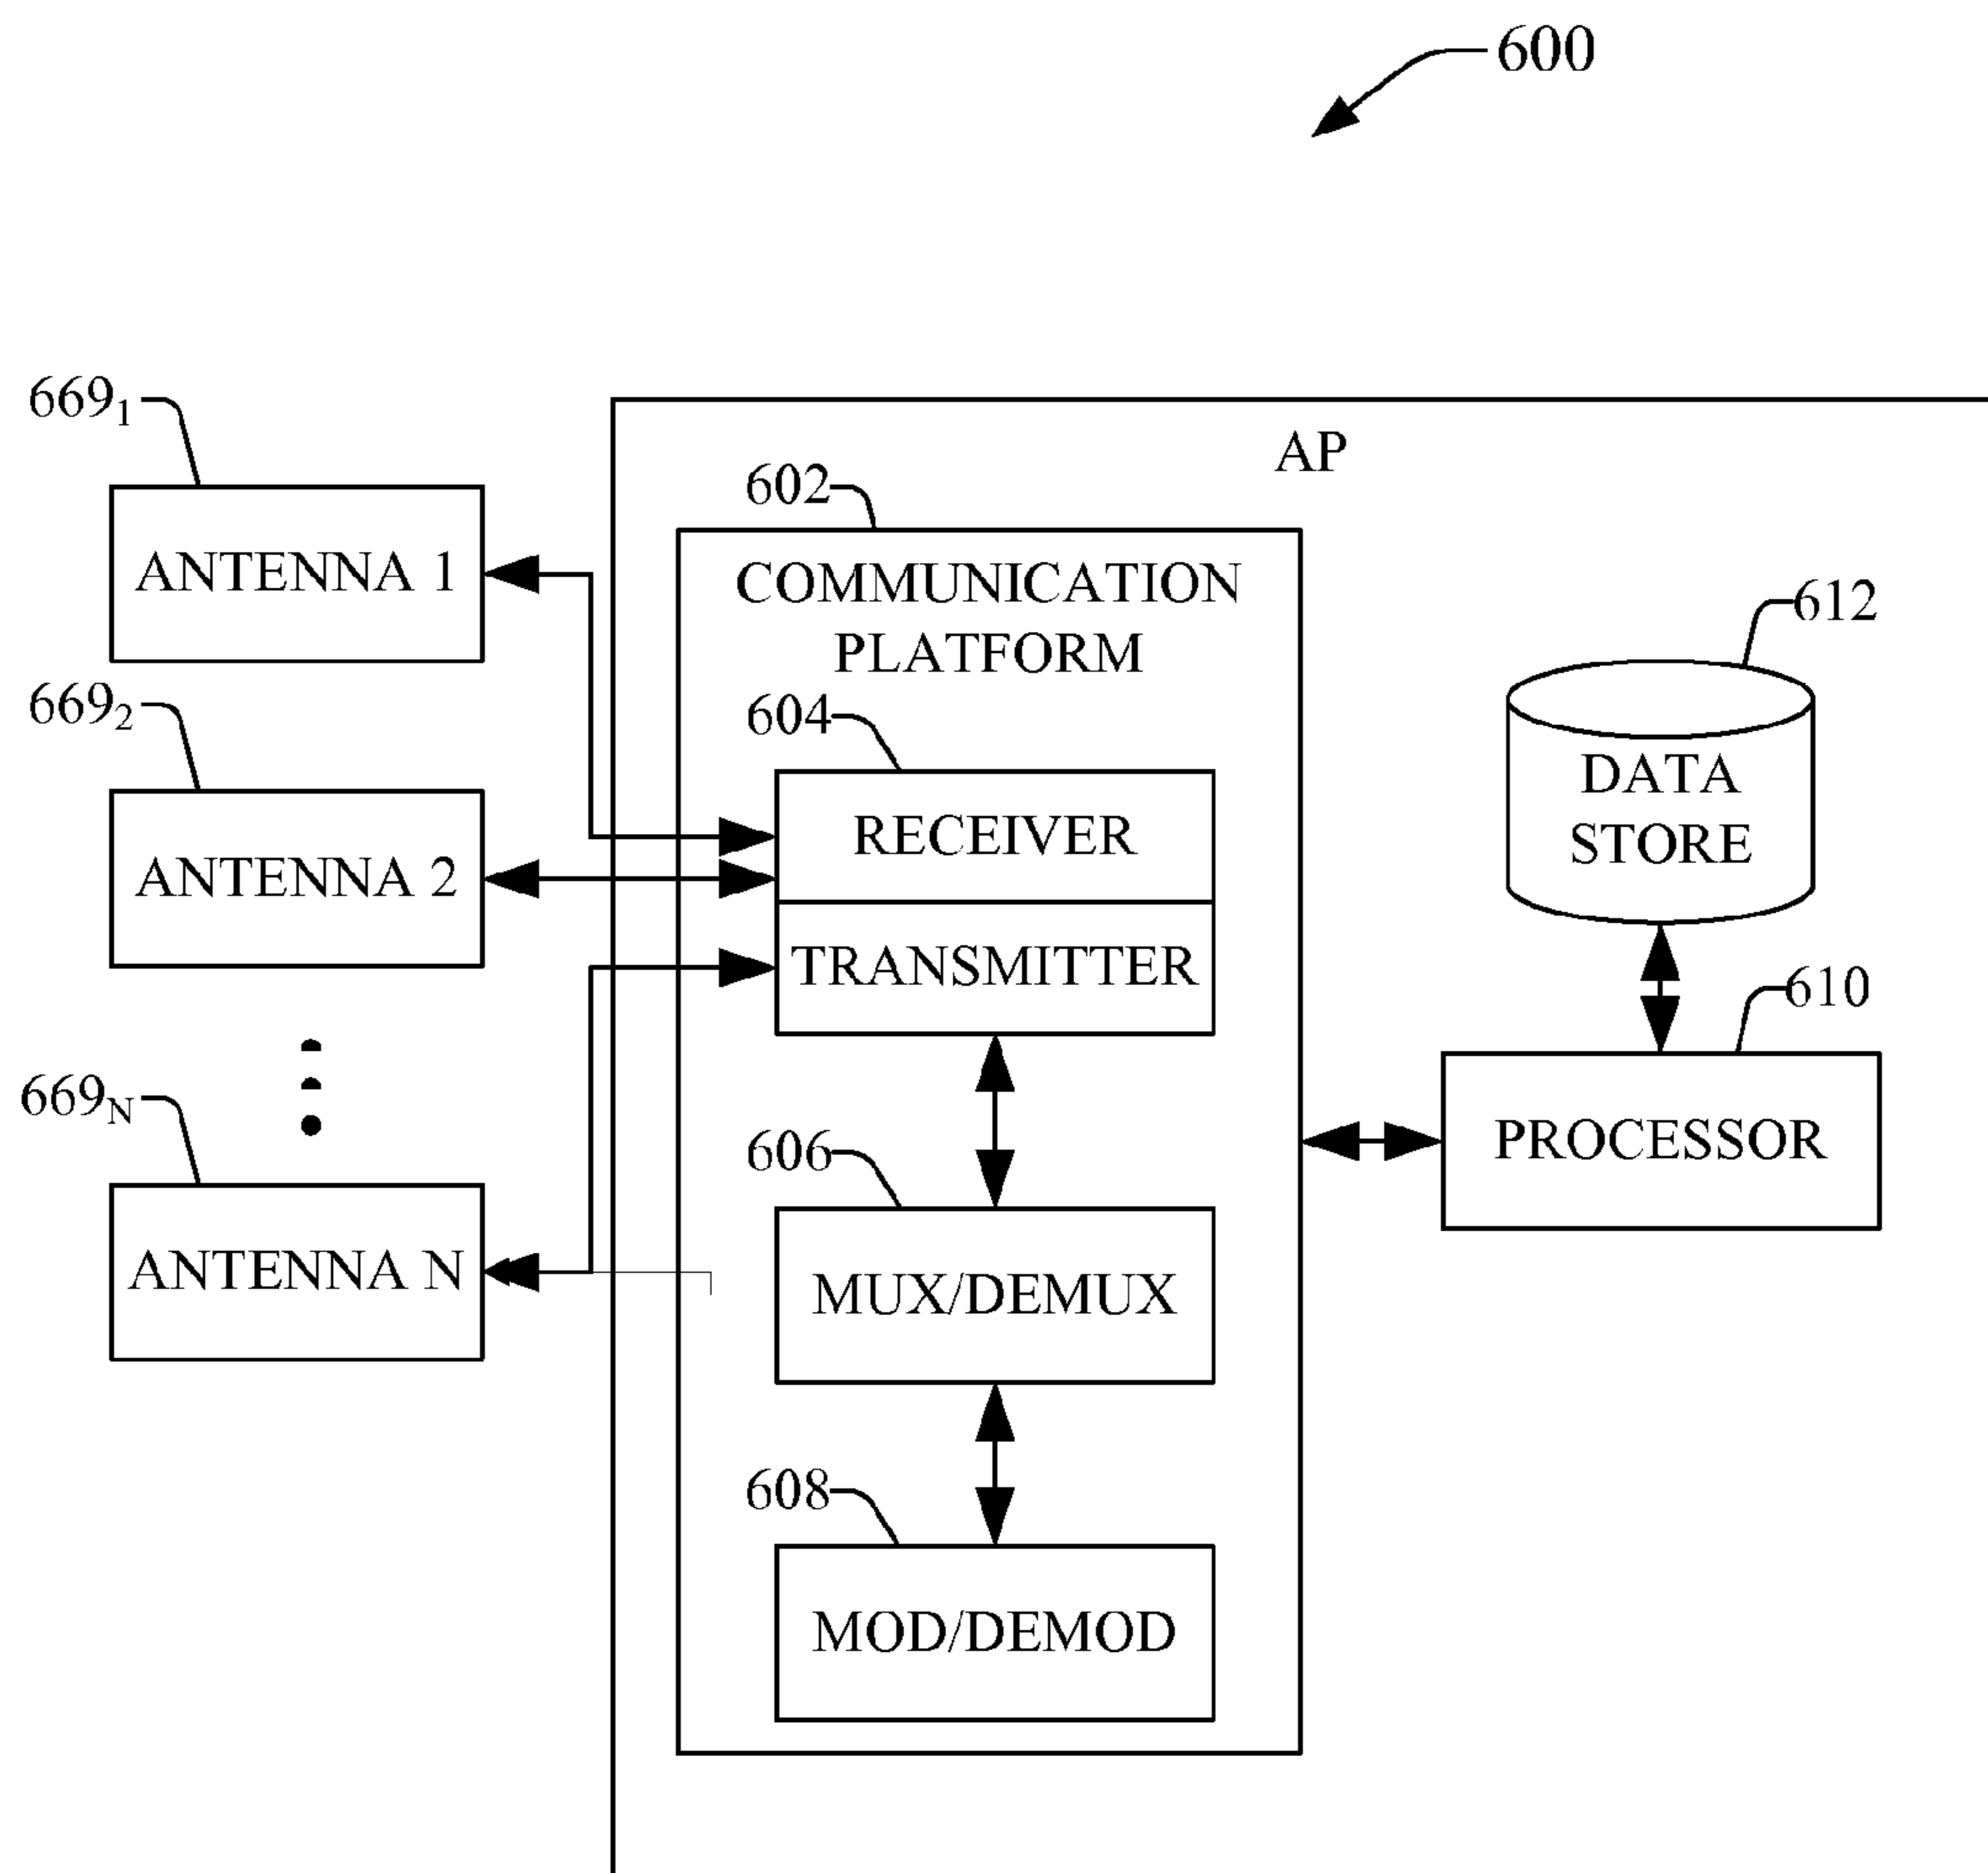 600
669₁
AP
602
ANTENNA 1
COMMUNICATION
PLATFORM
612
669₂
604
DATA
STORE
RECEIVER
ANTENNA 2
TRANSMITTER
610
669N
606
PROCESSOR
ANTENNA N
MUX/DEMUX
608
MOD/DEMOD